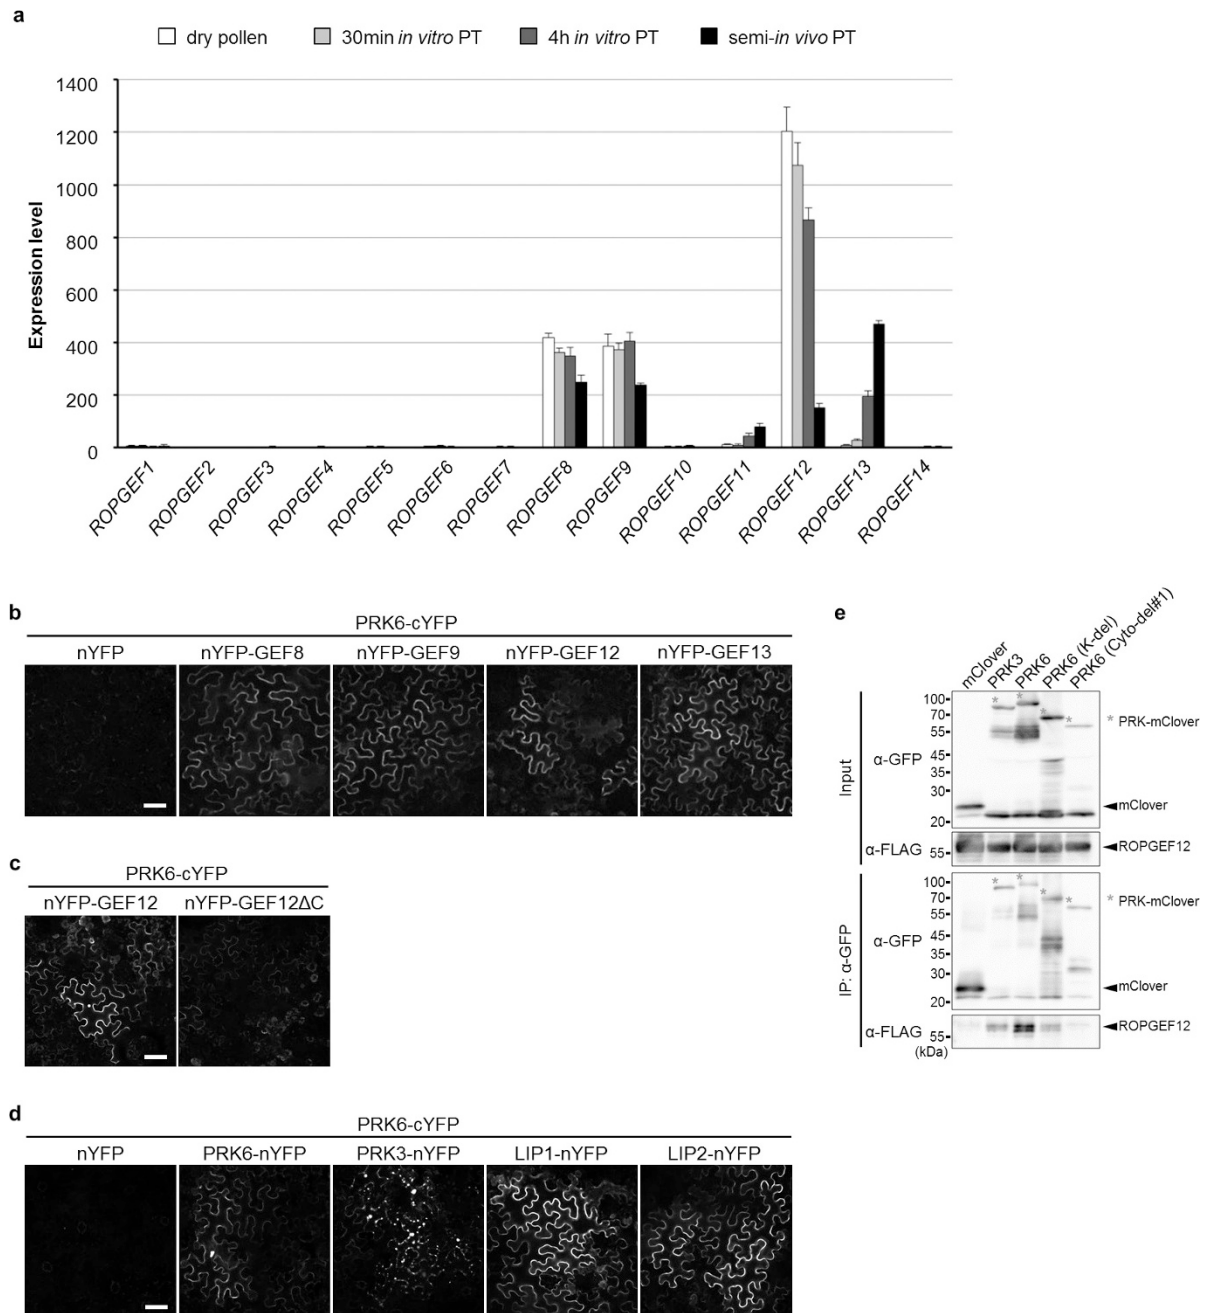 a
dry pollen 30min in vitro PT 4h in vitro PT semi-in vivo PT
Expression level
1400
1200
1000
800
600
400
200
0
ROPGEF1 ROPGEF2 ROPGEF3 ROPGEF4 ROPGEF5 ROPGEF6 ROPGEF7 ROPGEF8 ROPGEF9 ROPGEF10 ROPGEF11 ROPGEF12 ROPGEF13 ROPGEF14
b
PRK6-cYFP
nYFP nYFP-GEF8 nYFP-GEF9 nYFP-GEF12 nYFP-GEF13
c
PRK6-cYFP
nYFP-GEF12 nYFP-GEF12ΔC
d
PRK6-cYFP
nYFP PRK6-nYFP PRK3-nYFP LIP1-nYFP LIP2-nYFP
e
mClover PRK3 PRK6 PRK6 (K-del) PRK6 (Cyto-del#1)
Input
α-GFP
100
70
55
45
35
30
20
* PRK-mClover
mClover
α-FLAG
55
ROPGEF12
IP: α-GFP
α-GFP
100
70
55
45
35
30
20
* PRK-mClover
mClover
α-FLAG
55
(kDa)
ROPGEF12